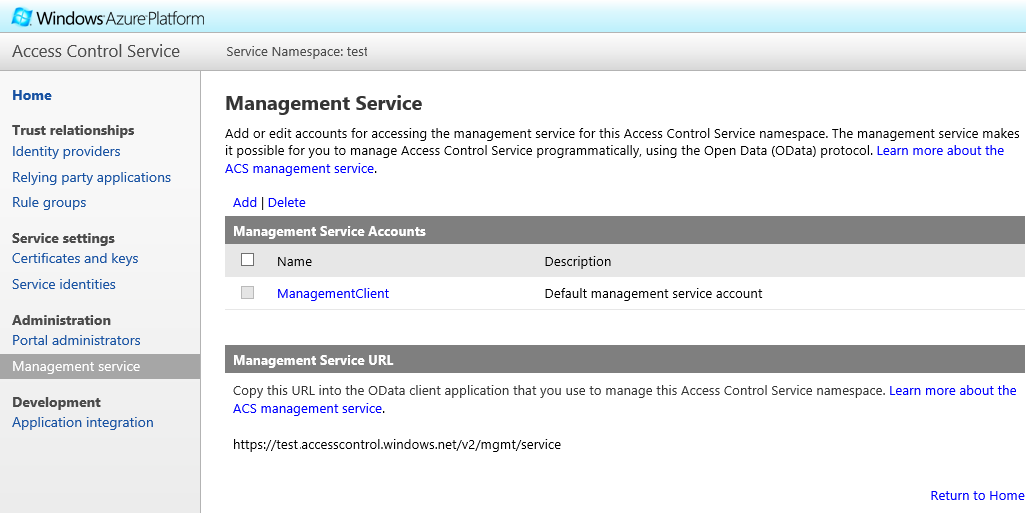 Windows Azure Platform
Access Control Service
Service Namespace: test
Home
Trust relationships
Identity providers
Relying party applications
Rule groups
Service settings
Certificates and keys
Service identities
Administration
Portal administrators
Management service
Development
Application integration
Management Service
Add or edit accounts for accessing the management service for this Access Control Service namespace. The management service makes
it possible for you to manage Access Control Service programmatically, using the Open Data (OData) protocol. Learn more about the
ACS management service.
Add | Delete
Management Service Accounts
Name Description
ManagementClient Default management service account
Management Service URL
Copy this URL into the OData client application that you use to manage this Access Control Service namespace. Learn more about the
ACS management service.
https://test.accesscontrol.windows.net/v2/mgmt/service
Return to Home